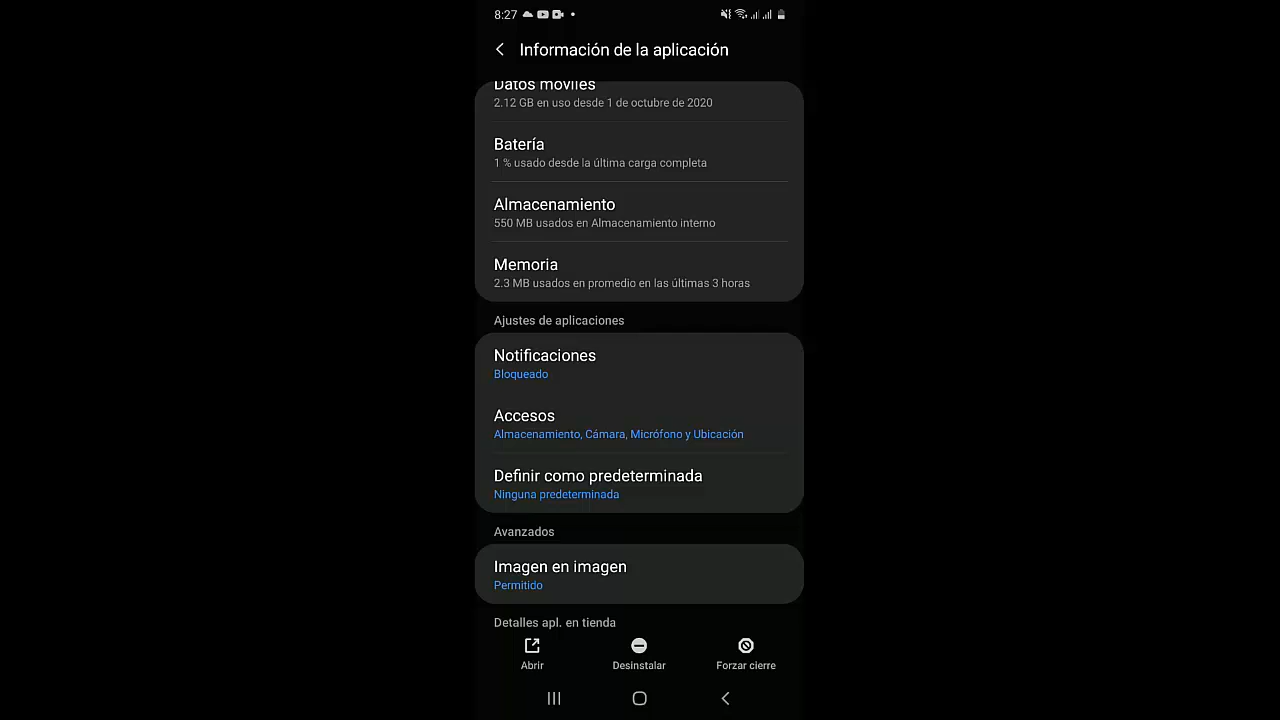 8:27
Información de la aplicación
Datos móviles
2.12 GB en uso desde 1 de octubre de 2020
Batería
1 % usado desde la última carga completa
Almacenamiento
550 MB usados en Almacenamiento interno
Memoria
2.3 MB usados en promedio en las últimas 3 horas
Ajustes de aplicaciones
Notificaciones
Bloqueado
Accesos
Almacenamiento, Cámara, Micrófono y Ubicación
Definir como predeterminada
Ninguna predeterminada
Avanzados
Imagen en imagen
Permitido
Detalles apl. en tienda
Abrir Desinstalar Forzar cierre